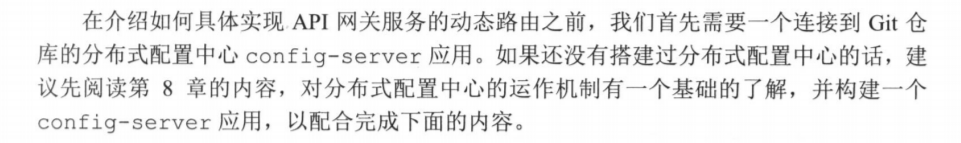 在介绍如何具体实现 API 网关服务的动态路由之前，我们首先需要一个连接到 Git 仓
库的分布式配置中心 config-server 应用。如果还没有搭建过分布式配置中心的话，建
议先阅读第 8 章的内容，对分布式配置中心的运作机制有一个基础的了解，并构建一个
config-server 应用，以配合完成下面的内容。